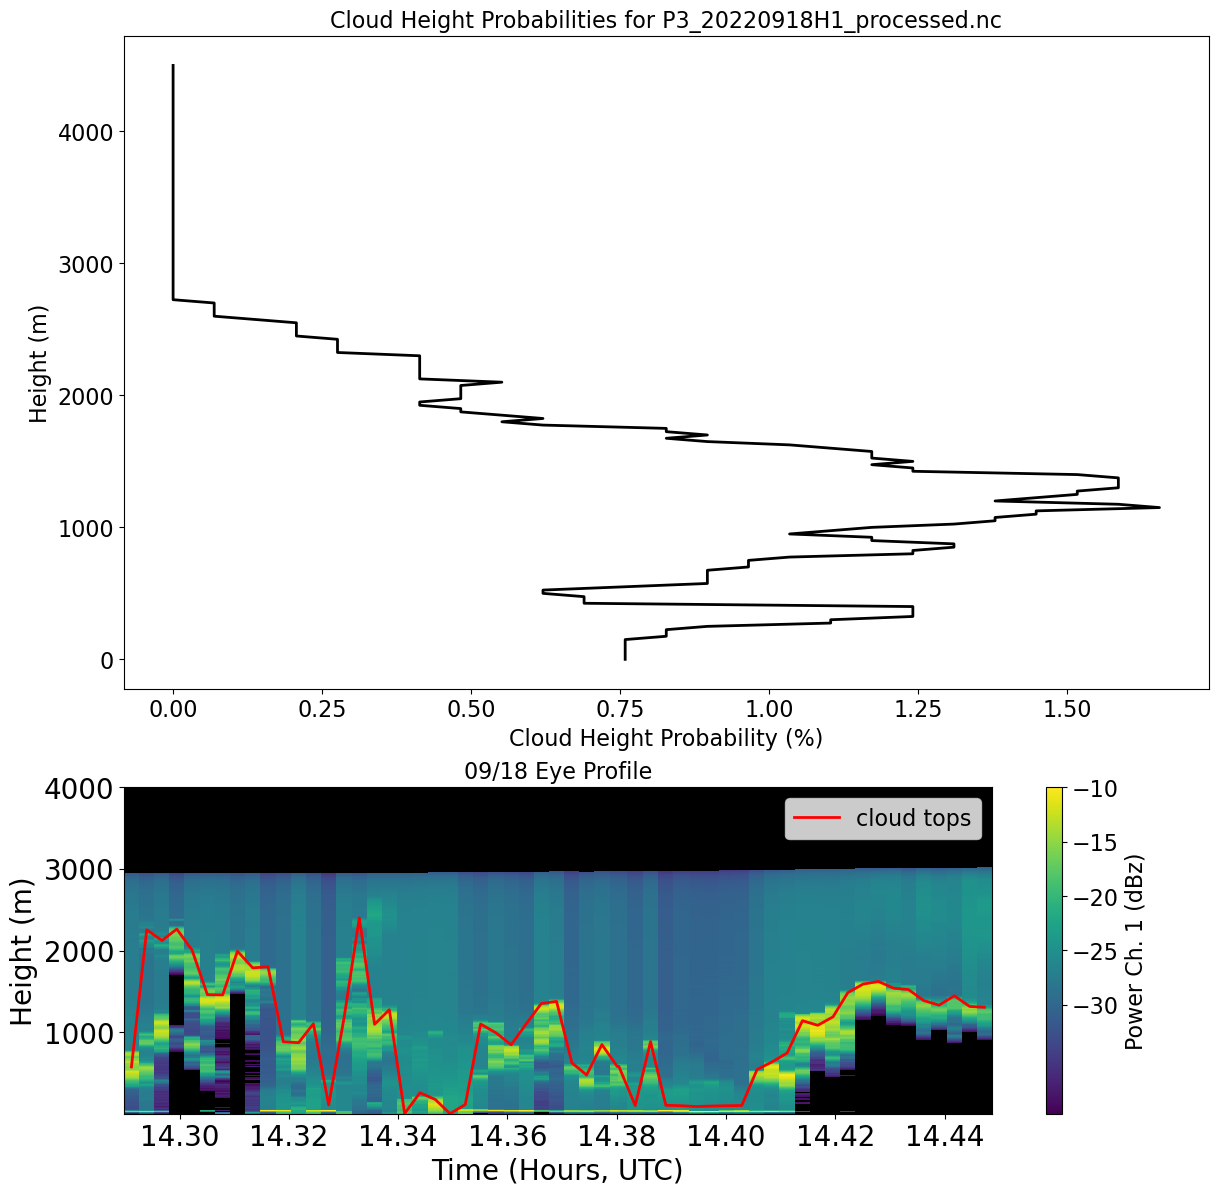 Cloud Height Probabilities for P3_20220918H1_processed.nc
4000
3000
2000
1000
0
Height (m)
0.00 0.25 0.50 0.75 1.00 1.25 1.50
Cloud Height Probability (%)
09/18 Eye Profile
4000
3000
2000
1000
Height (m)
cloud tops
14.30 14.32 14.34 14.36 14.38 14.40 14.42 14.44
Time (Hours, UTC)
−10
−15
−20
−25
−30
Power Ch. 1 (dBz)